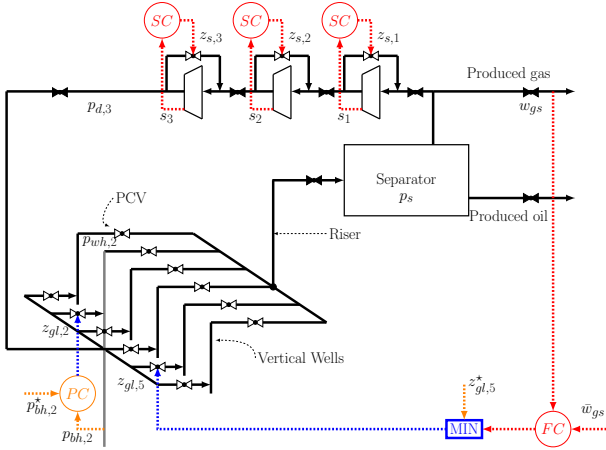 SC SC SC
z_{s,3} z_{s,2} z_{s,1}
Produced gas
p_{d,3} s_3 s_2 s_1 w_{gs}
Separator
p_s
PCV
Produced oil
p_{wh,2} Riser
z_{gl,2}
Vertical Wells
z_{gl,5}
PC z^⋆_{gl,5}
p^⋆_{bh,2}
p_{bh,2} MIN FC w̄_{gs}